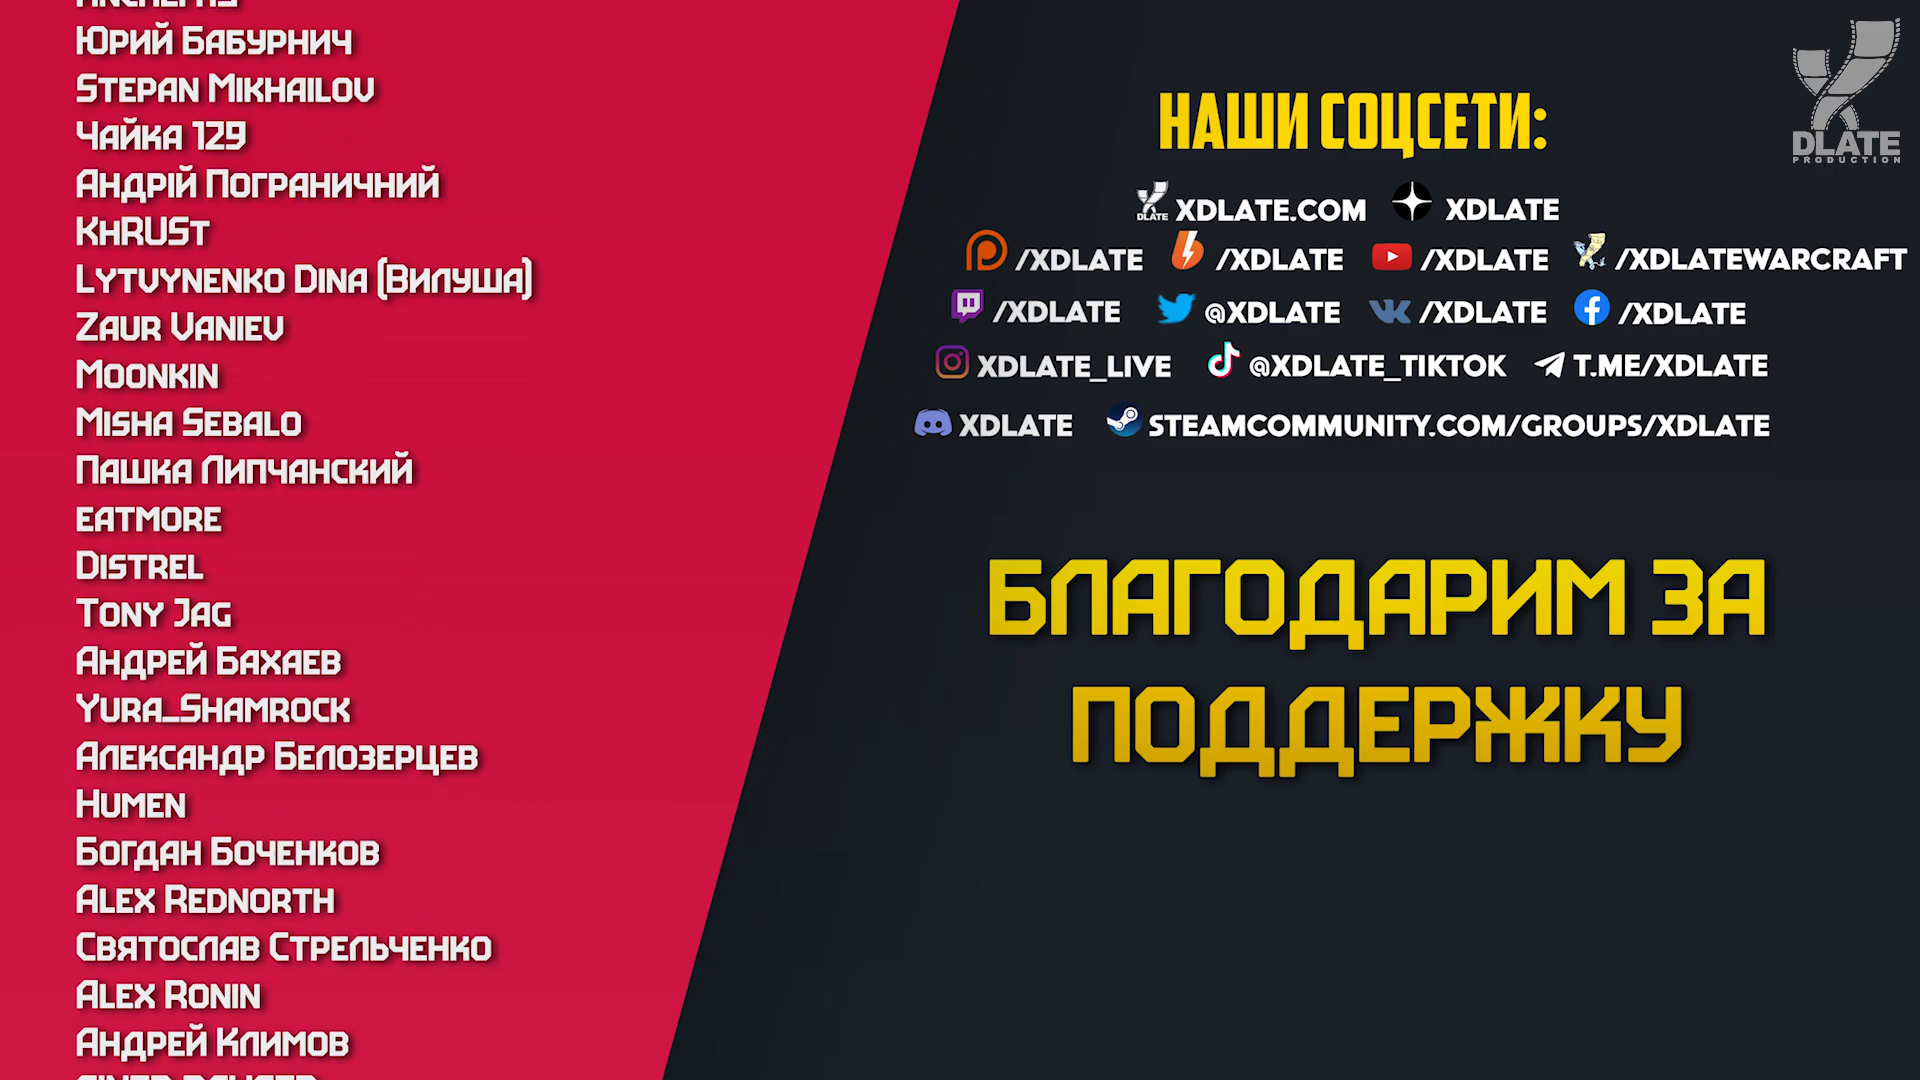 Юрий Бабурнич
Stepan Mikhailov
Чайка 129
Андрій Пограничний
KhRUSt
Lytvynenko Dina (Вилуша)
Zaur Vaniev
Moonkin
Misha Sebalo
Пашка Липчанский
eatmore
Distrel
Tony Jag
Андрей Бахаев
Yura_Shamrock
Александр Белозерцев
Humen
Богдан Боченков
Alex Rednorth
Святослав Стрельченко
Alex Ronin
Андрей Климов
НАШИ СОЦСЕТИ:
DLATE XDLATE.COM XDLATE
/XDLATE /XDLATE /XDLATE /XDLATEWARCRAFT
/XDLATE @XDLATE /XDLATE /XDLATE
XDLATE_LIVE @XDLATE_TIKTOK T.ME/XDLATE
XDLATE STEAMCOMMUNITY.COM/GROUPS/XDLATE
БЛАГОДАРИМ ЗА
ПОДДЕРЖКУ
DLATE
PRODUCTION